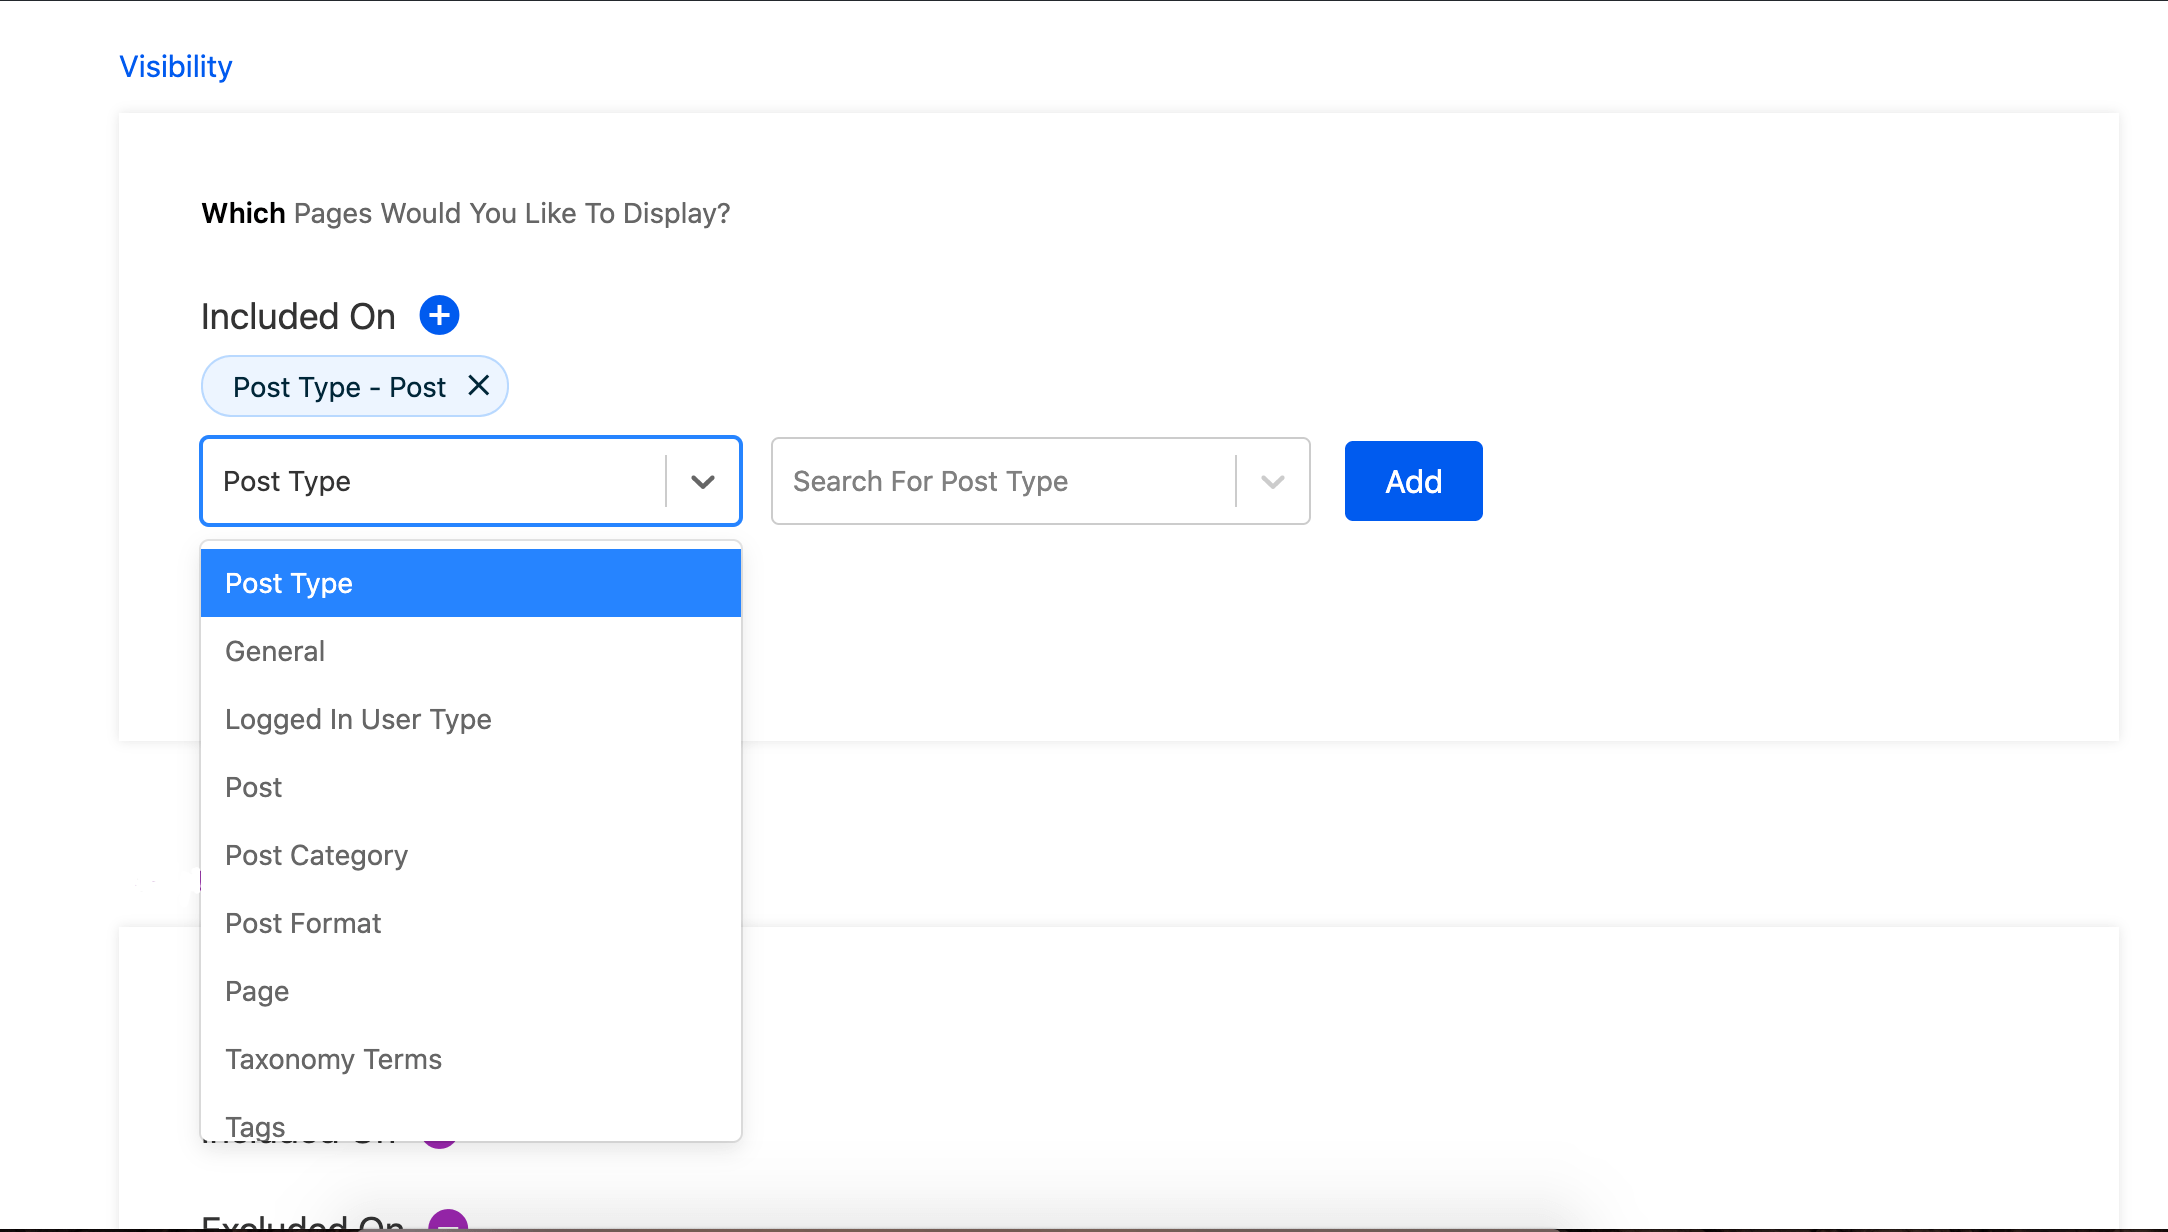 Visibility
Which Pages Would You Like To Display?
Included On
Post Type - Post
Post Type
Search For Post Type
Add
Post Type
General
Logged In User Type
Post
Post Category
Post Format
Page
Taxonomy Terms
Tags
Included On
Excluded On